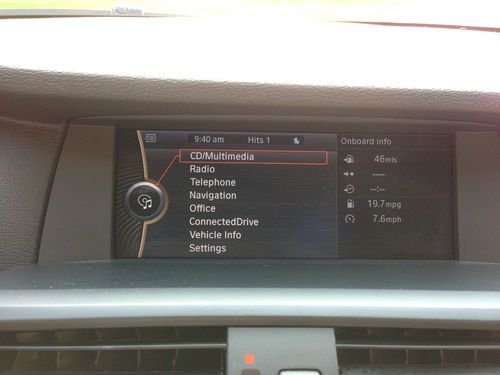 9:40 am Hits 1
Onboard info
CD/Multimedia
46mls
Radio
--
Telephone
--:--
Navigation
Office
19.7mpg
ConnectedDrive
7.6mph
Vehicle Info
Settings